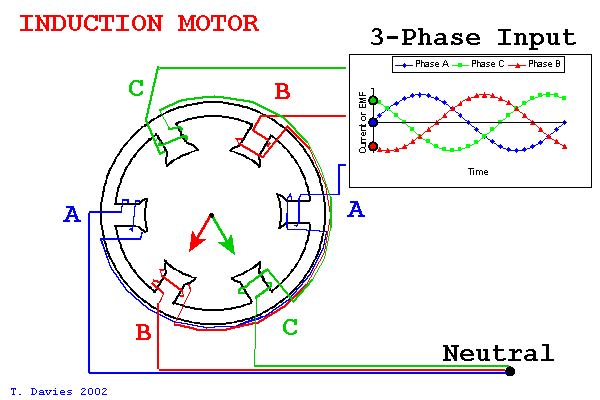 INDUCTION MOTOR
3-Phase Input
Phase A Phase C Phase B
Current or EMF
Time
C
B
A
A
B
C
Neutral
T. Davies 2002